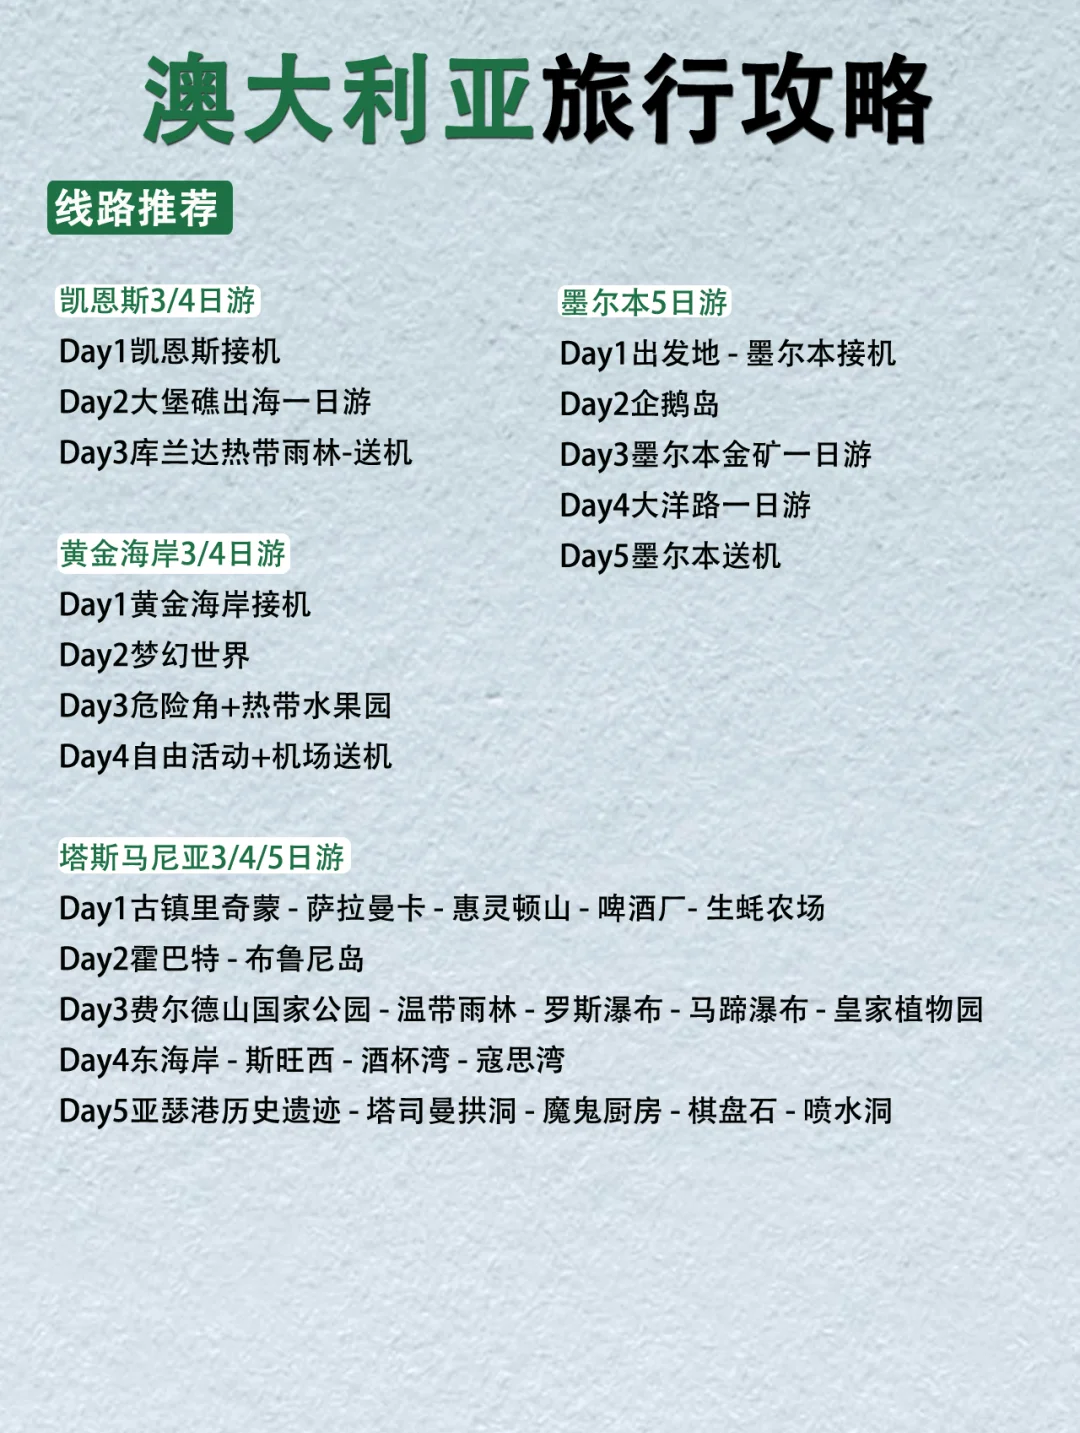 澳大利亚旅行攻略
线路推荐
凯恩斯3/4日游
Day1凯恩斯接机
Day2大堡礁出海一日游
Day3库兰达热带雨林-送机
黄金海岸3/4日游
Day1黄金海岸接机
Day2梦幻世界
Day3危险角+热带水果园
Day4自由活动+机场送机
墨尔本5日游
Day1出发地 - 墨尔本接机
Day2企鹅岛
Day3墨尔本金矿一日游
Day4大洋路一日游
Day5墨尔本送机
塔斯马尼亚3/4/5日游
Day1古镇里奇蒙 - 萨拉曼卡 - 惠灵顿山 - 啤酒厂- 生蚝农场
Day2霍巴特 - 布鲁尼岛
Day3费尔德山国家公园 - 温带雨林 - 罗斯瀑布 - 马蹄瀑布 - 皇家植物园
Day4东海岸 - 斯旺西 - 酒杯湾 - 寇思湾
Day5亚瑟港历史遗迹 - 塔司曼拱洞 - 魔鬼厨房 - 棋盘石 - 喷水洞